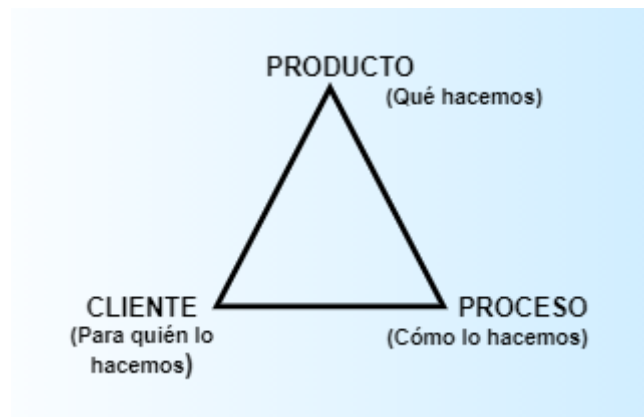 PRODUCTO
(Qué hacemos)
CLIENTE
(Para quién lo
hacemos)
PROCESO
(Cómo lo hacemos)